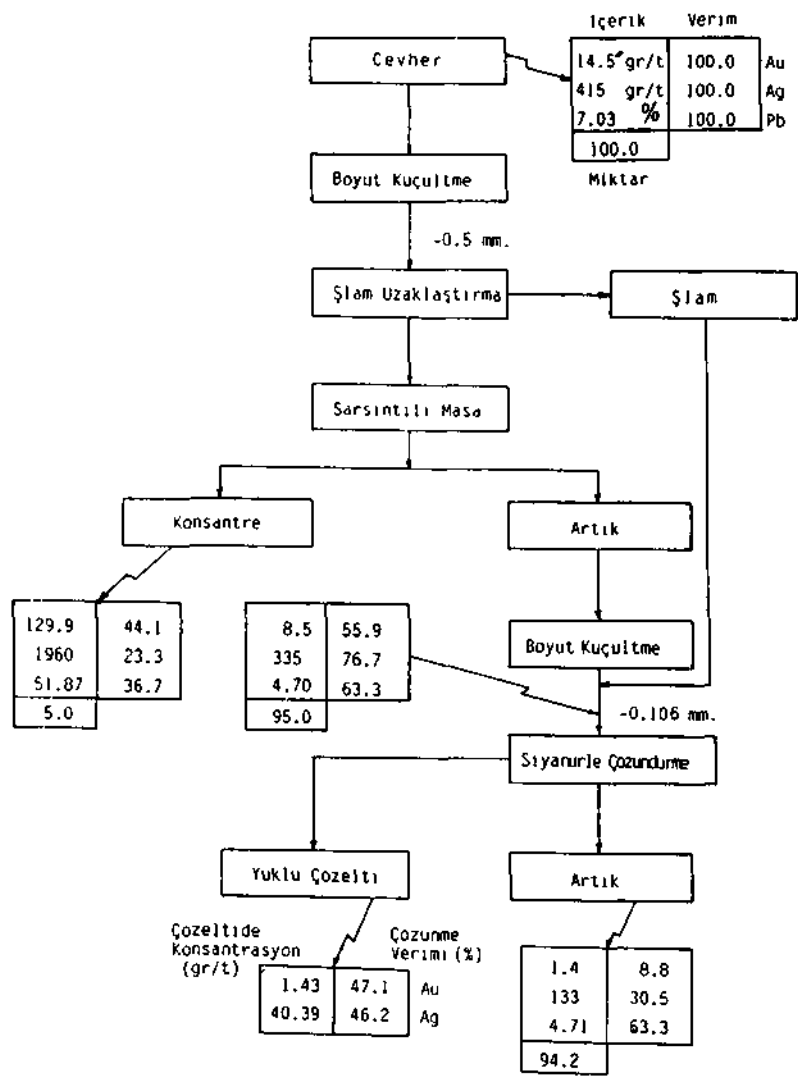 İçerik Verim
Cevher
14.5 gr/t 100.0 Au
415 gr/t 100.0 Ag
7.03 % 100.0 Pb
100.0
Miktar
Boyut Kuçultme
-0.5 mm.
Şlam Uzaklaştırma
Şlam
Sarsıntılı Masa
Konsantre
Artık
129.9 44.1
1960 23.3
51.87 36.7
5.0
8.5 55.9
335 76.7
4.70 63.3
95.0
Boyut Kuçultme
-0.106 mm.
Siyanurle Çozundurme
Yuklu Çozeltı
Artık
Çozeltıde
Konsantrasyon
(gr/t)
Çozunme
Verımı (%)
1.43 47.1 Au
40.39 46.2 Ag
1.4 8.8
133 30.5
4.71 63.3
94.2